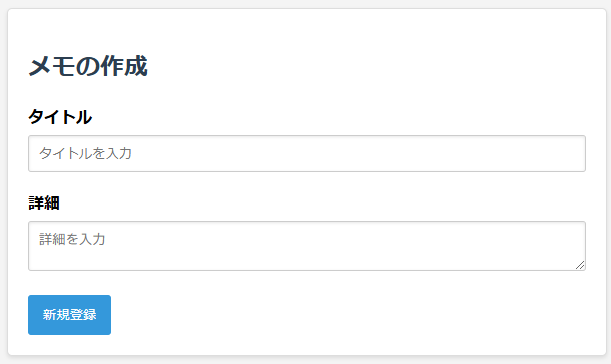 メモの作成
タイトル
タイトルを入力
詳細
詳細を入力
新規登録